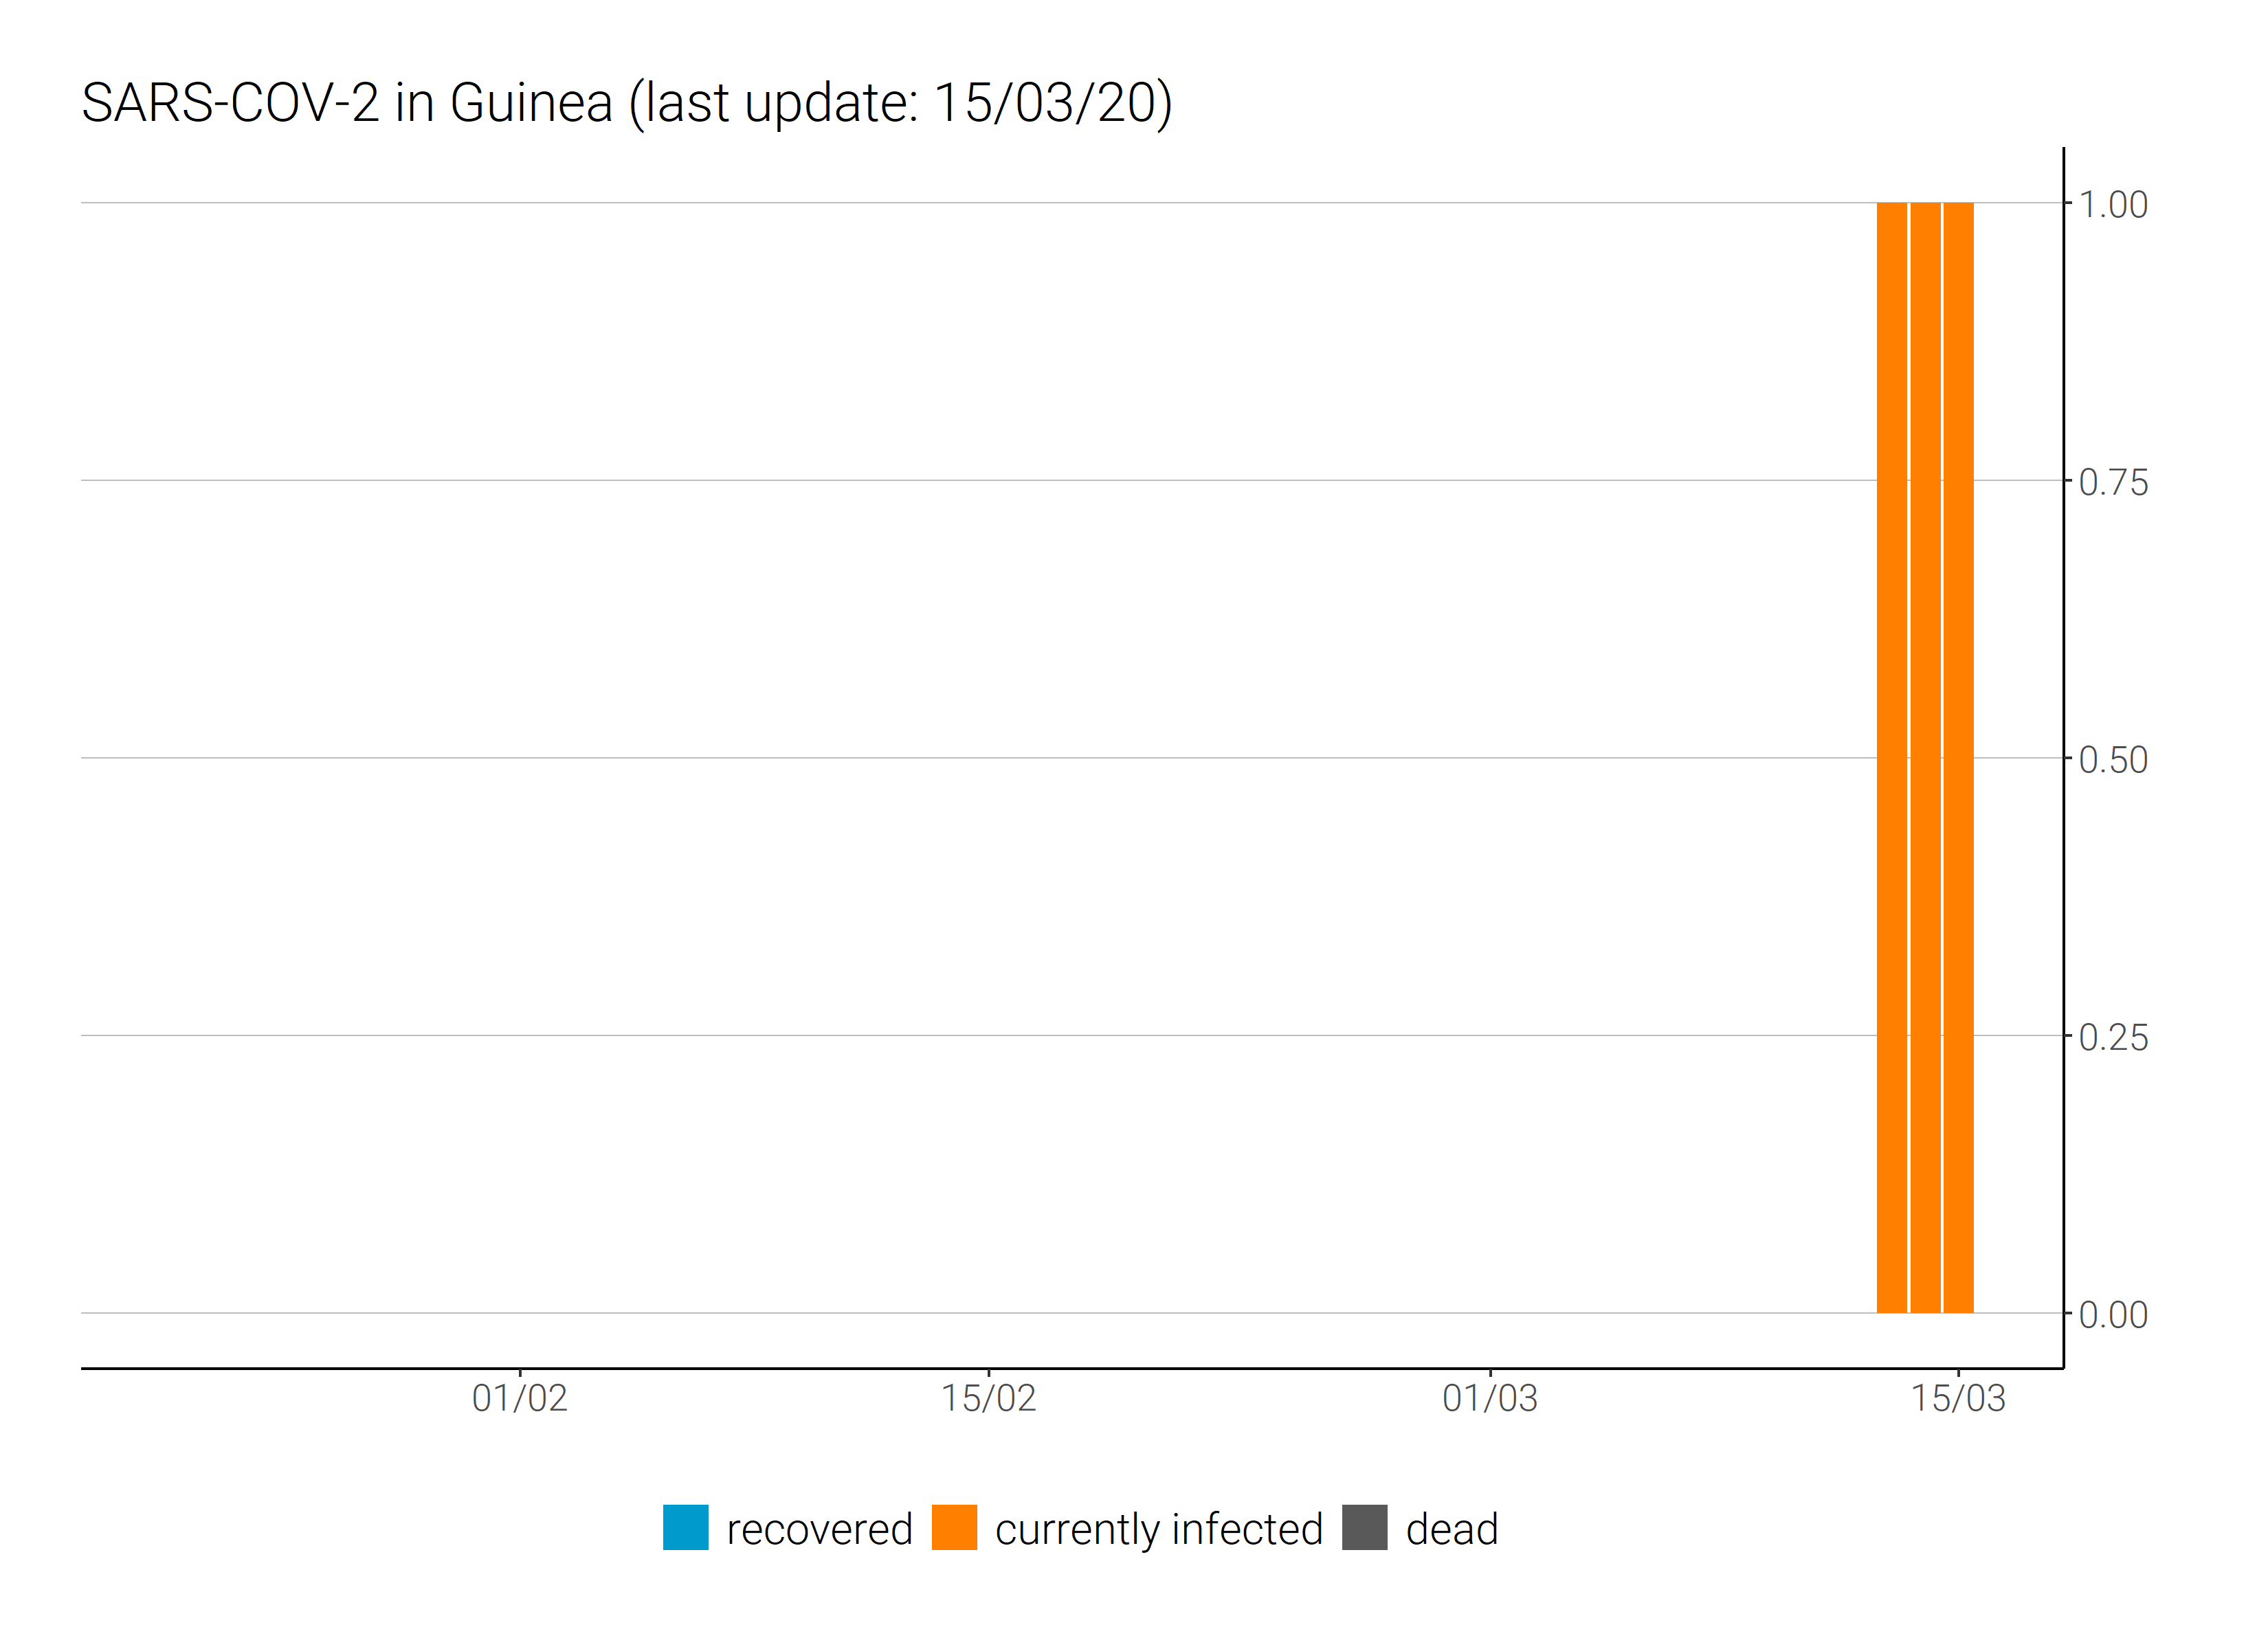 SARS-COV-2 in Guinea (last update: 15/03/20)
1.00
0.75
0.50
0.25
0.00
01/02 15/02 01/03 15/03
recovered currently infected dead